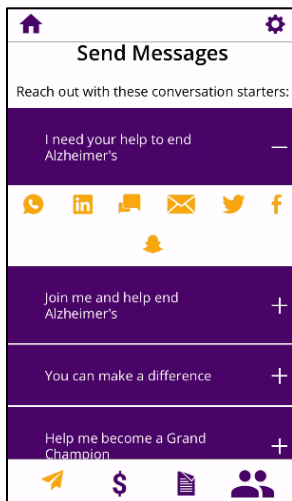 Send Messages
Reach out with these conversation starters:
I need your help to end
Alzheimer's
Join me and help end
Alzheimer's
You can make a difference
Help me become a Grand
Champion